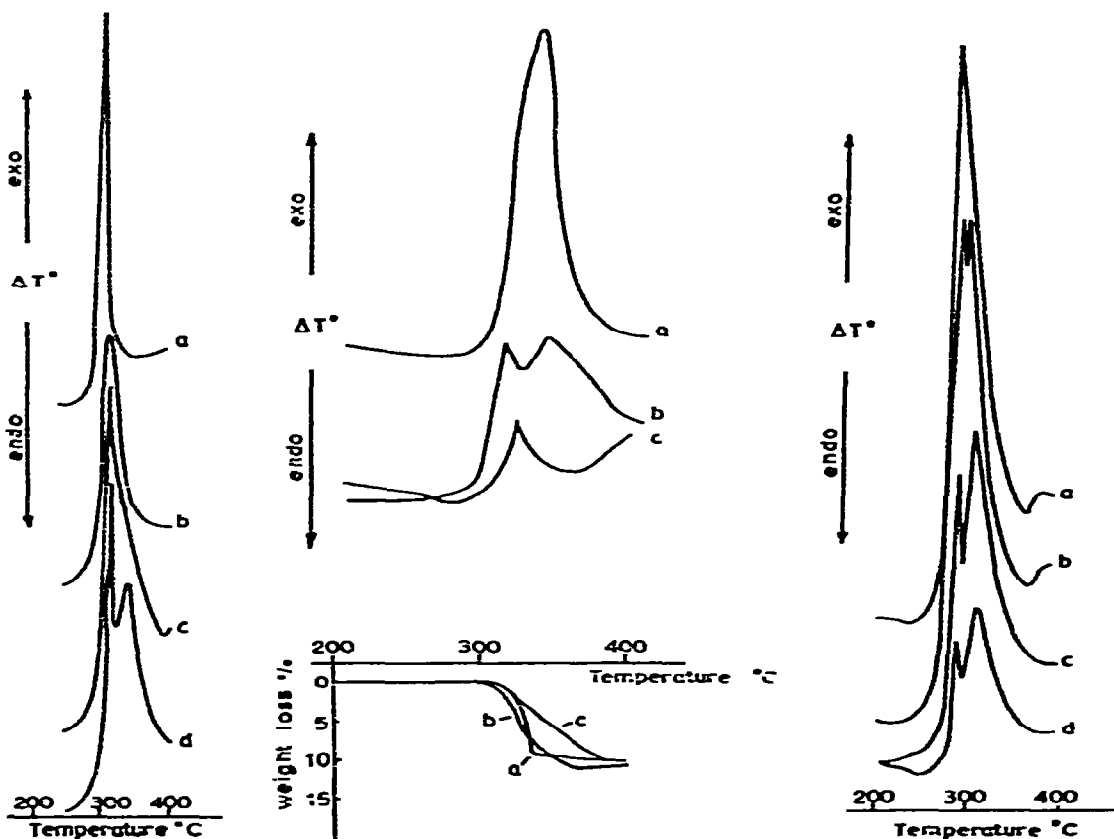 exo
ΔT°
endo
a
b
c
d
200 300 400
Temperature °C
exo
ΔT°
endo
a
b
c
200 300 400
Temperature °C
weight loss %
0
5
10
15
a
b
c
exo
ΔT°
endo
a
b
c
d
200 300 400
Temperature °C